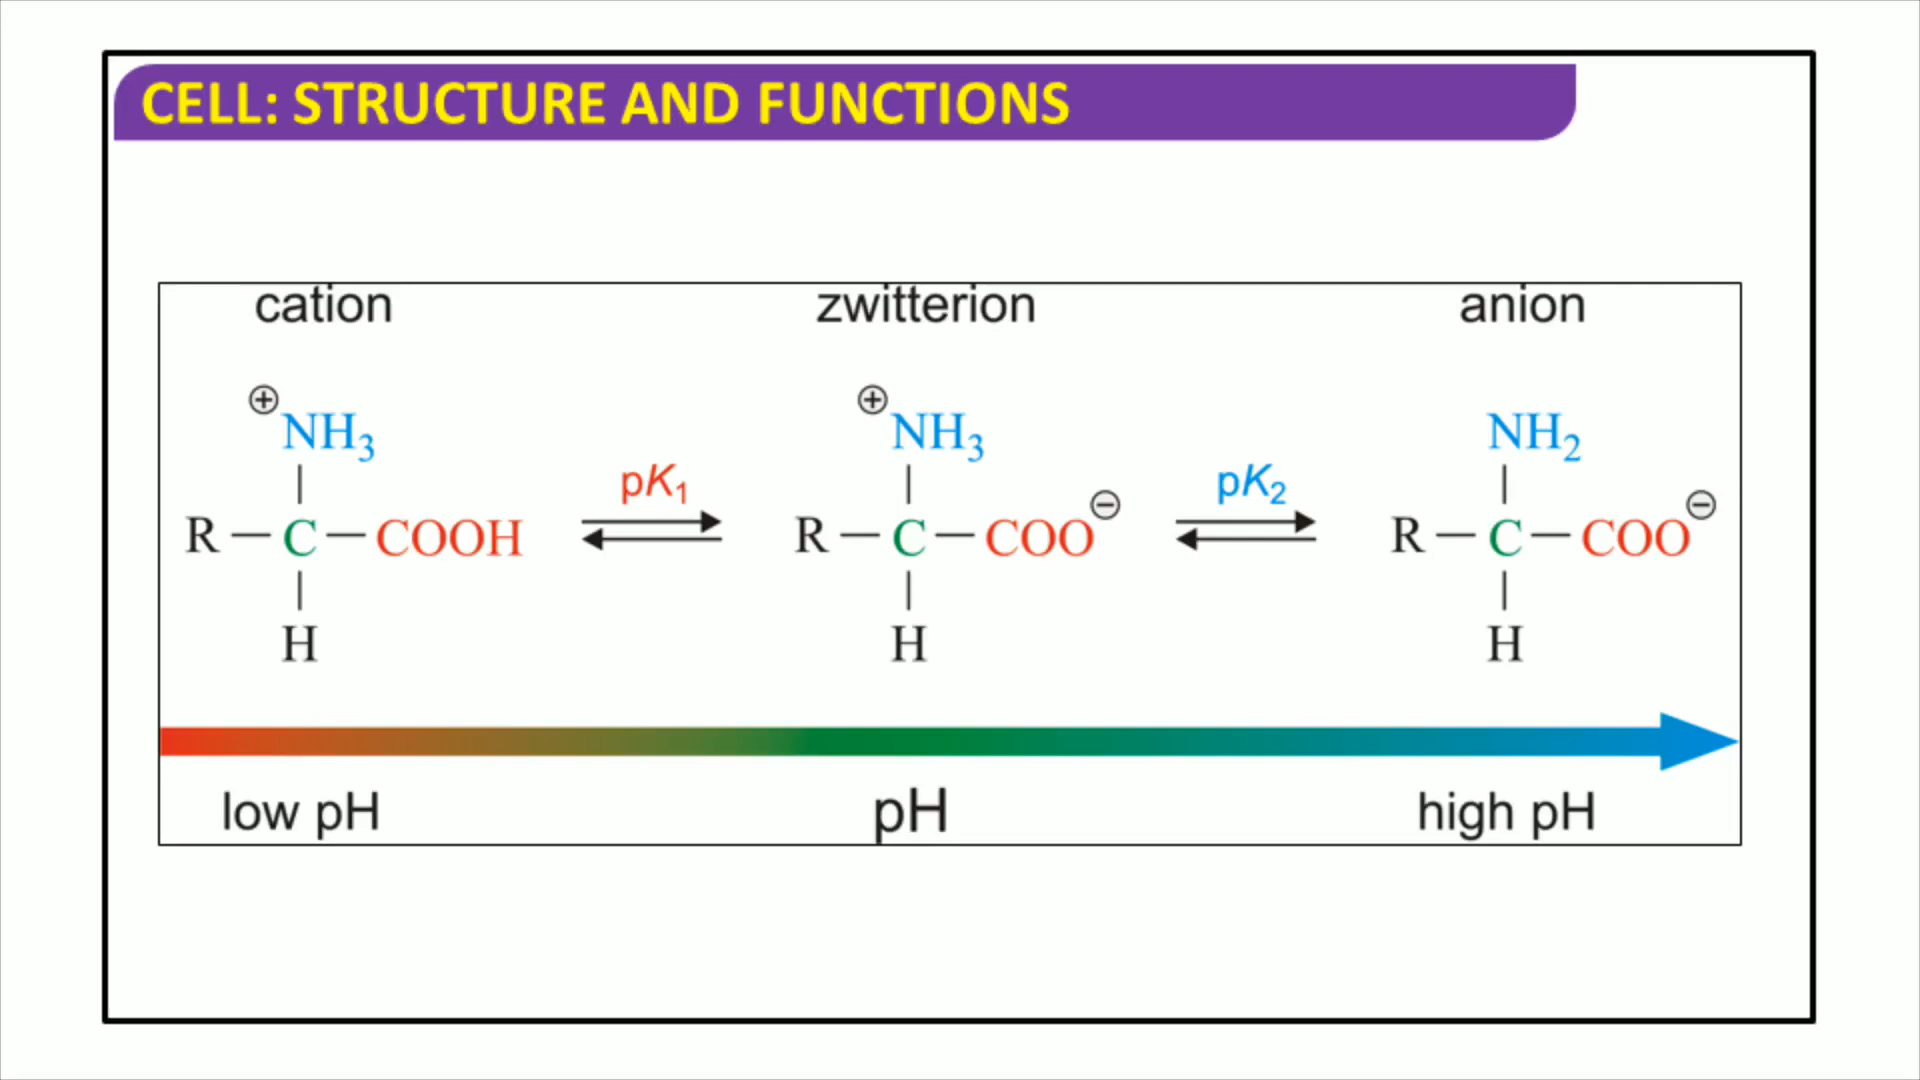 CELL: STRUCTURE AND FUNCTIONS
cation zwitterion anion
⊕ ⊕
NH₃ NH₃ NH₂
pK₁ pK₂
R — C — COOH R — C — COO⊖ R — C — COO⊖
H H H
low pH pH high pH